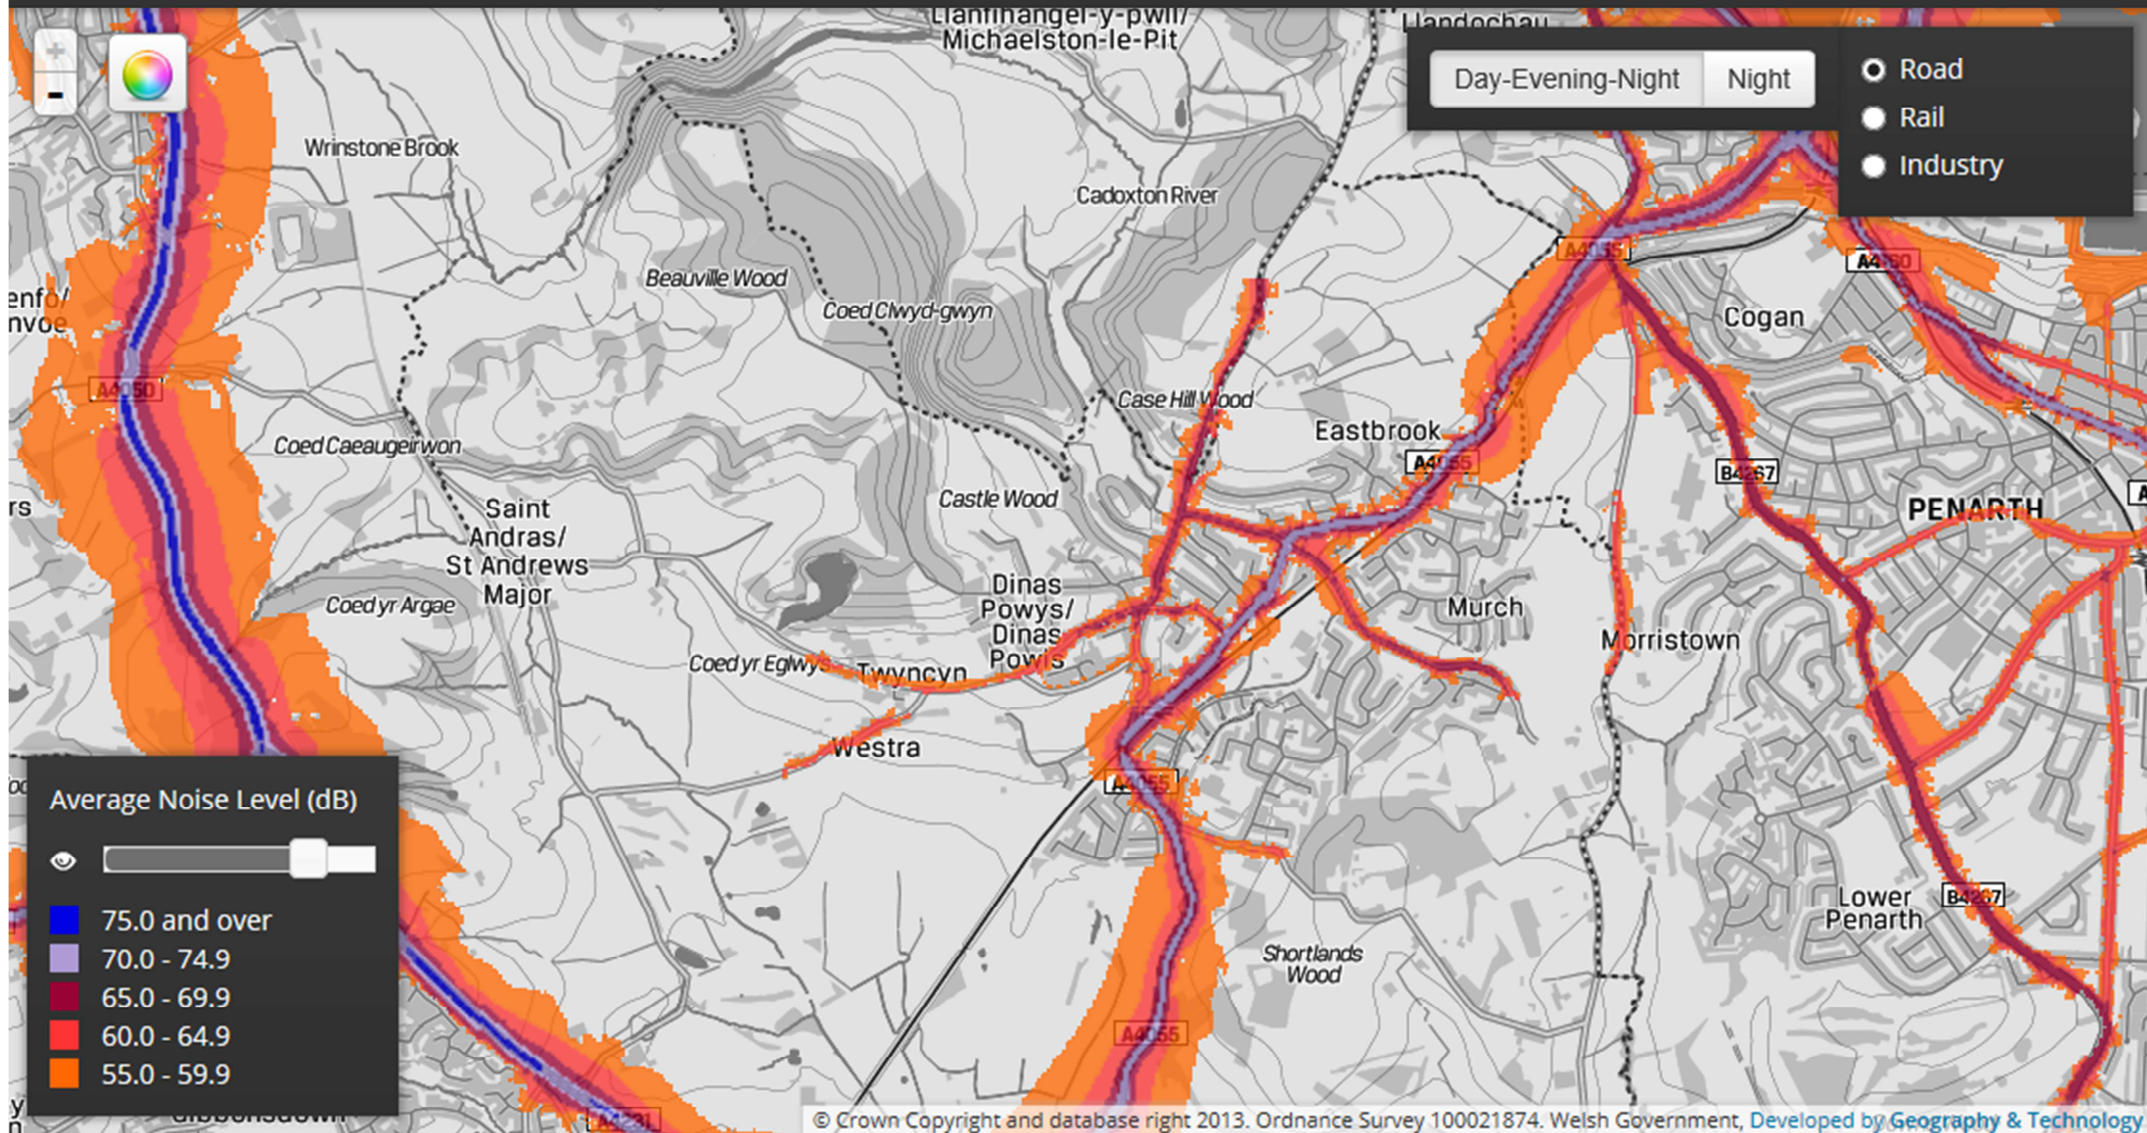 Llanfihangel-y-pwll/
Michaelston-le-Pit
Llandochau
+
-
Day-Evening-Night
Night
Road
Rail
Industry
Wrinstone Brook
Cadoxton River
A4055
A4160
Beauville Wood
Coed Clwyd-gwyn
Cogan
enfo/
nvoe
A4050
Case Hill Wood
Eastbrook
A4055
B4267
Coed Caeaugeirwon
Castle Wood
PENARTH
rs
Saint
Andras/
St Andrews
Major
Coed yr Argae
Dinas
Powys/
Dinas
Powis
Murch
Morristown
Coed yr Eglwys
Twyncyn
Westra
A4055
Average Noise Level (dB)
75.0 and over
70.0 - 74.9
65.0 - 69.9
60.0 - 64.9
55.0 - 59.9
Lower
Penarth
B4267
Shortlands
Wood
A4055
A4231
© Crown Copyright and database right 2013. Ordnance Survey 100021874. Welsh Government, Developed by Geography & Technology